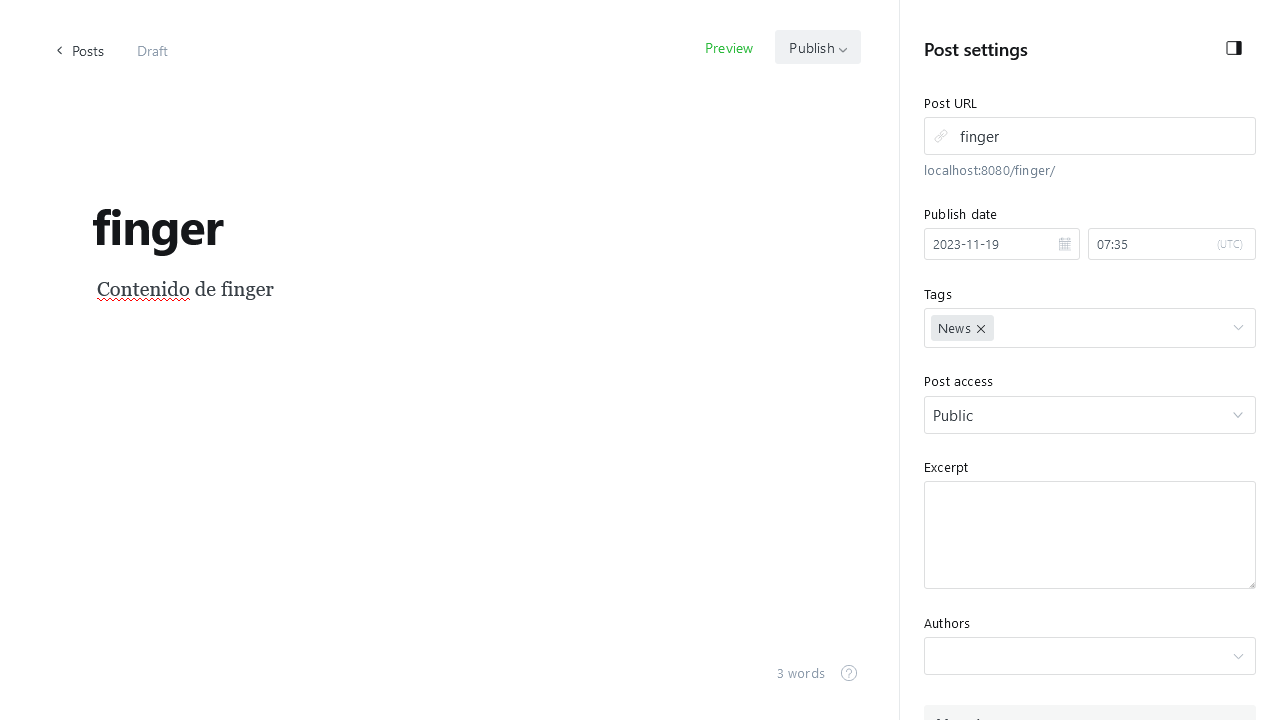 Posts
Draft
Preview
Publish
Post settings
Post URL
finger
localhost:8080/finger/
Publish date
2023-11-19
07:35
(UTC)
Tags
News
Post access
Public
Excerpt
Authors
finger
Contenido de finger
3 words